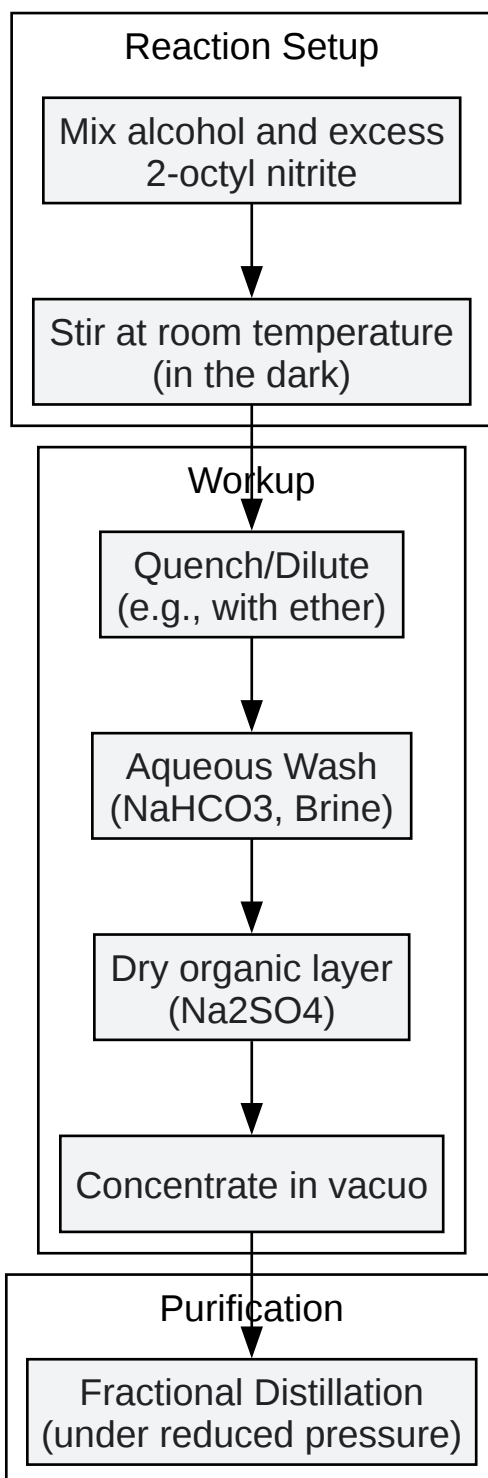 Reaction Setup
Mix alcohol and excess
2-octyl nitrite
Stir at room temperature
(in the dark)
Workup
Quench/Dilute
(e.g., with ether)
Aqueous Wash
(NaHCO3, Brine)
Dry organic layer
(Na2SO4)
Concentrate in vacuo
Purification
Fractional Distillation
(under reduced pressure)